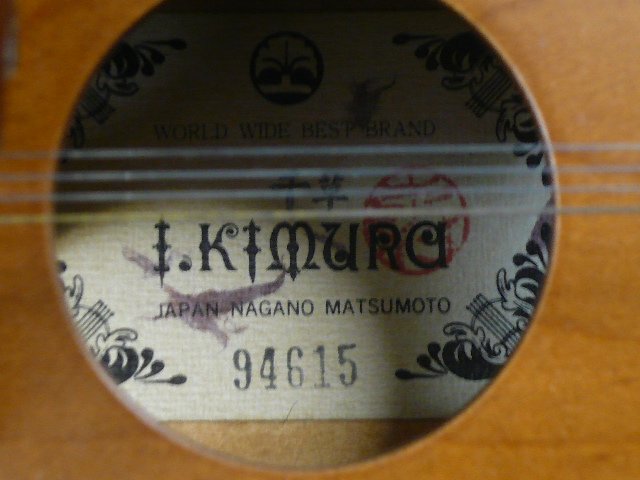 WORLD WIDE BEST BRAND
I.KIMURA
JAPAN NAGANO MATSUMOTO
94615